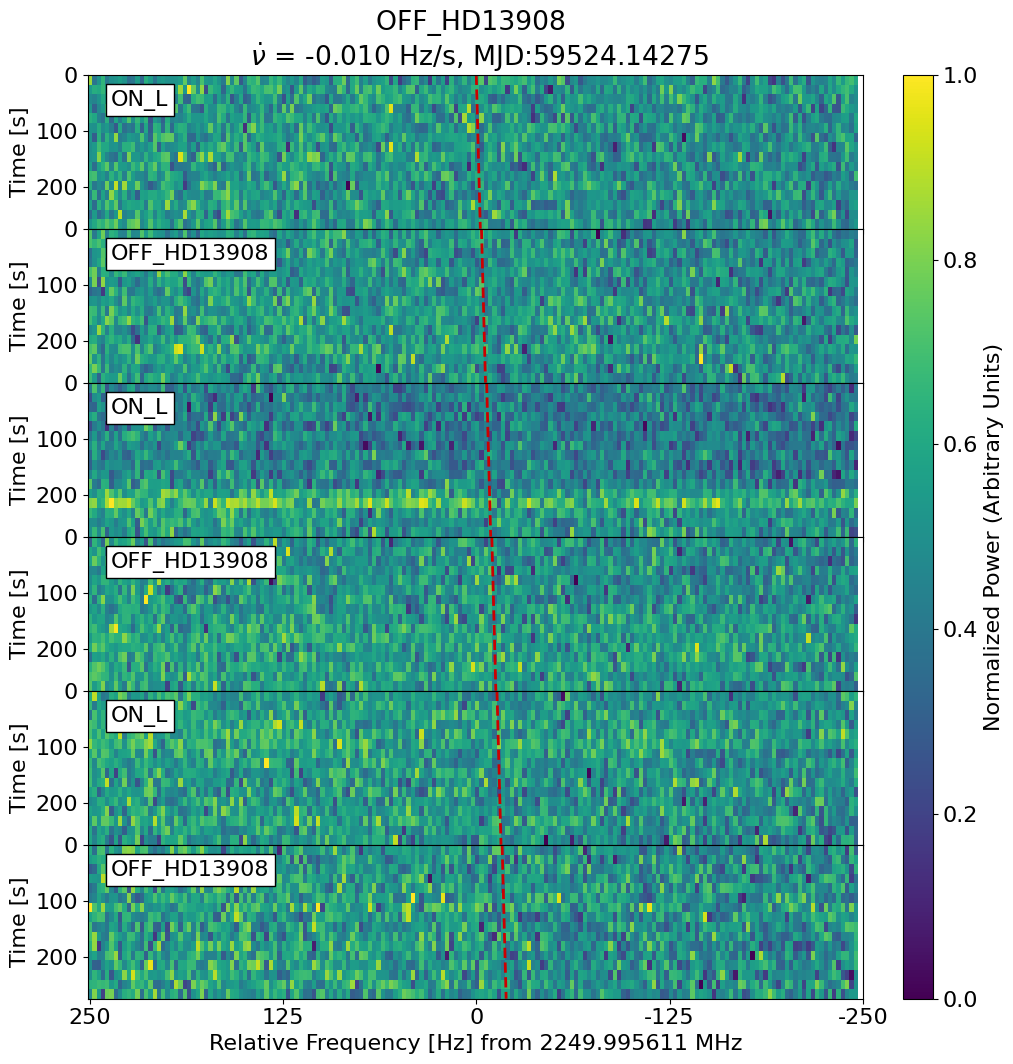 OFF_HD13908
ν̇ = -0.010 Hz/s, MJD:59524.14275
0
ON_L
100
200
Time [s]
0
OFF_HD13908
100
200
Time [s]
0
ON_L
100
200
Time [s]
0
OFF_HD13908
100
200
Time [s]
0
ON_L
100
200
Time [s]
0
OFF_HD13908
100
200
Time [s]
250 125 0 -125 -250
Relative Frequency [Hz] from 2249.995611 MHz
1.0
0.8
0.6
0.4
0.2
0.0
Normalized Power (Arbitrary Units)